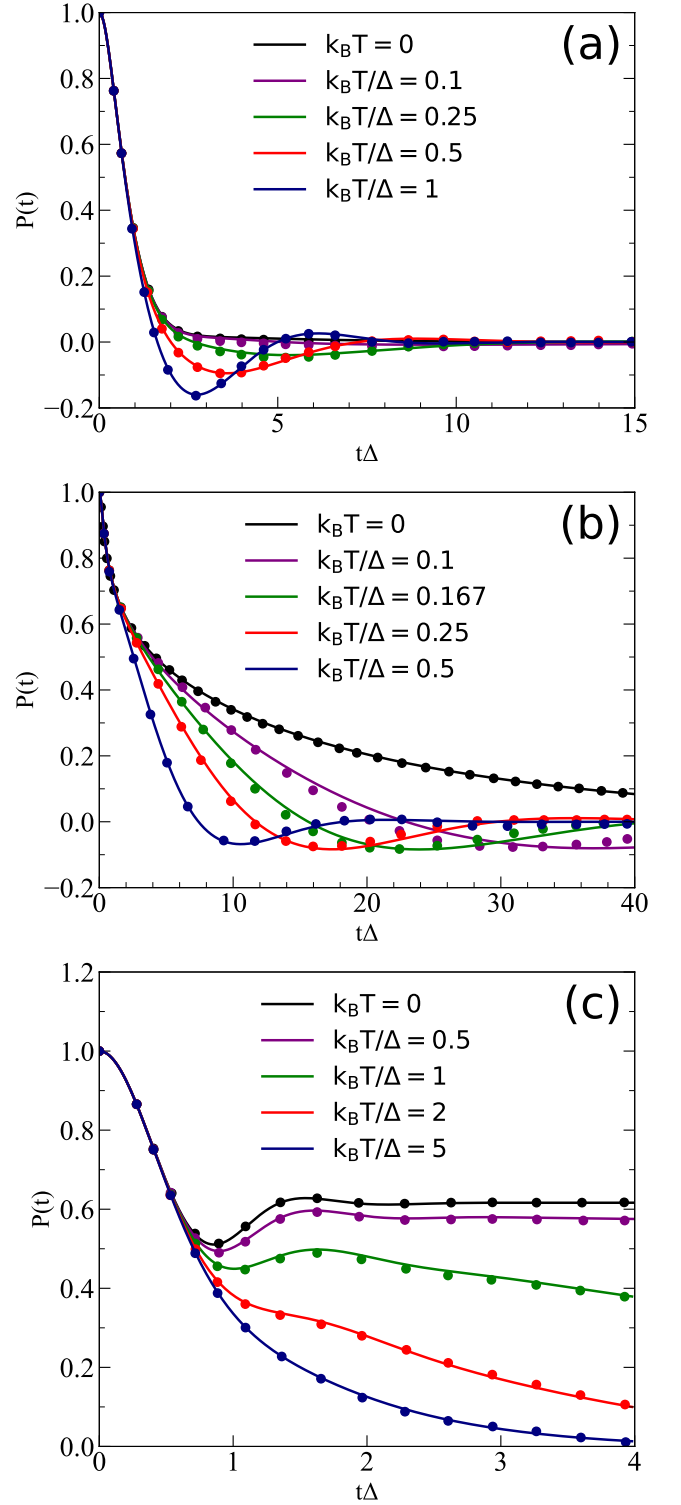 (a)
k_BT = 0
k_BT/Δ = 0.1
k_BT/Δ = 0.25
k_BT/Δ = 0.5
k_BT/Δ = 1
P(t)
1.0
0.8
0.6
0.4
0.2
0.0
−0.2
0 5 10 15
tΔ
(b)
k_BT = 0
k_BT/Δ = 0.1
k_BT/Δ = 0.167
k_BT/Δ = 0.25
k_BT/Δ = 0.5
P(t)
1.0
0.8
0.6
0.4
0.2
0.0
−0.2
0 10 20 30 40
tΔ
(c)
k_BT = 0
k_BT/Δ = 0.5
k_BT/Δ = 1
k_BT/Δ = 2
k_BT/Δ = 5
P(t)
1.2
1.0
0.8
0.6
0.4
0.2
0.0
0 1 2 3 4
tΔ